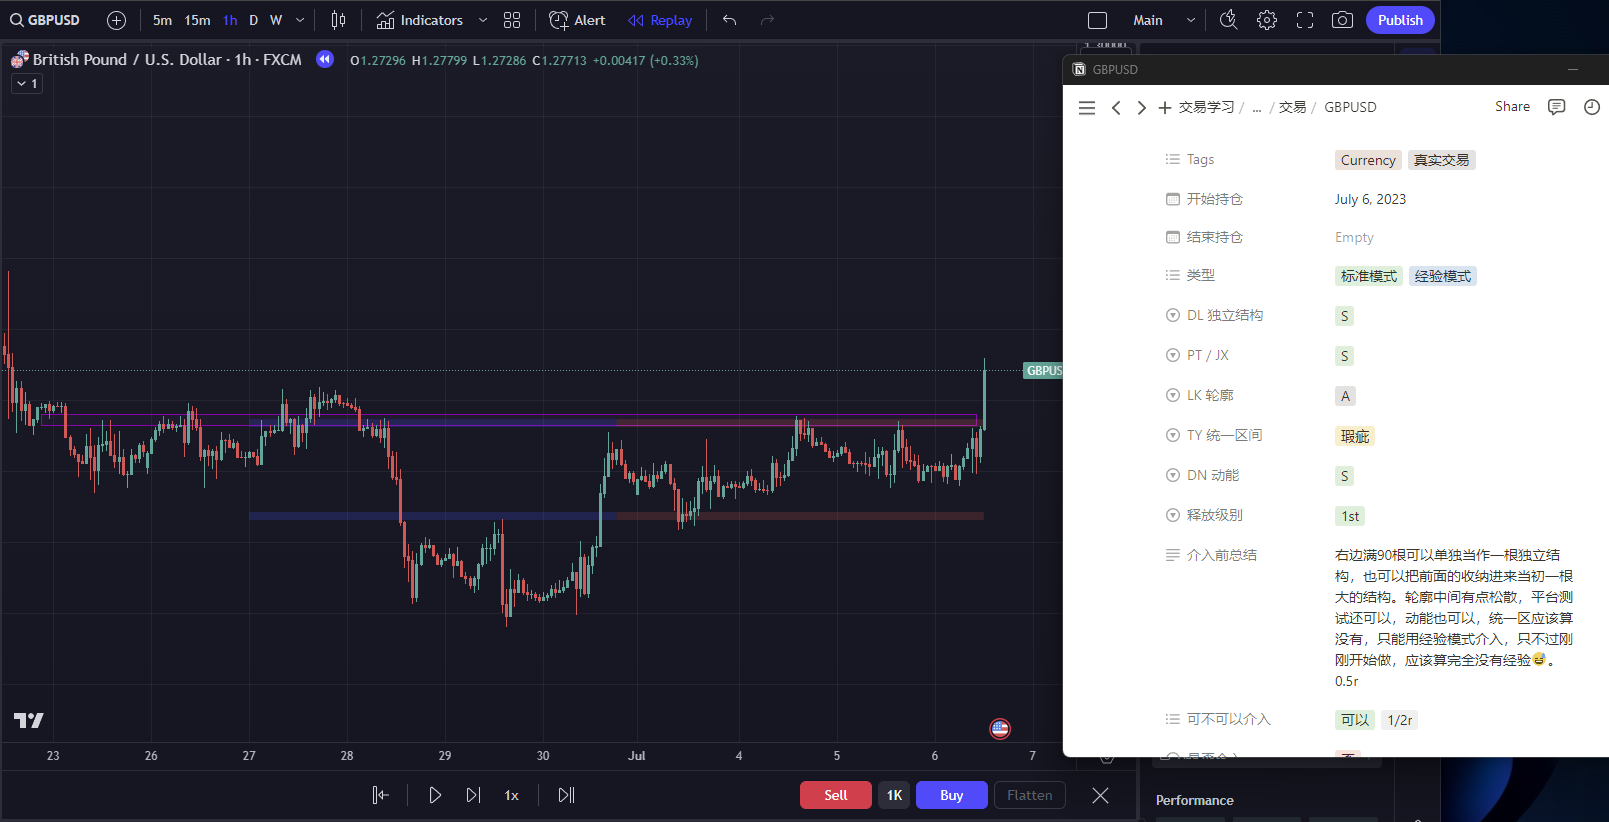 GBPUSD
5m 15m 1h D W
Indicators
Alert
Replay
Main
Publish
British Pound / U.S. Dollar · 1h · FXCM
O1.27296 H1.27799 L1.27286 C1.27713 +0.00417 (+0.33%)
1
GBPUS
23 26 27 28 29 30 Jul 4 5 6 7
1x
Sell
1K
Buy
Flatten
GBPUSD
交易学习 / ... / 交易 / GBPUSD
Share
Tags
Currency 真实交易
开始持仓
July 6, 2023
结束持仓
Empty
类型
标准模式 经验模式
DL 独立结构
S
PT / JX
S
LK 轮廓
A
TY 统一区间
瑕疵
DN 动能
S
释放级别
1st
介入前总结
右边满90根可以单独当作一根独立结
构，也可以把前面的收纳进来当初一根
大的结构。轮廓中间有点松散，平台测
试还可以，动能也可以，统一区应该算
没有，只能用经验模式介入，只不过刚
刚开始做，应该算完全没有经验😅。
0.5r
可不可以介入
可以 1/2r
Performance